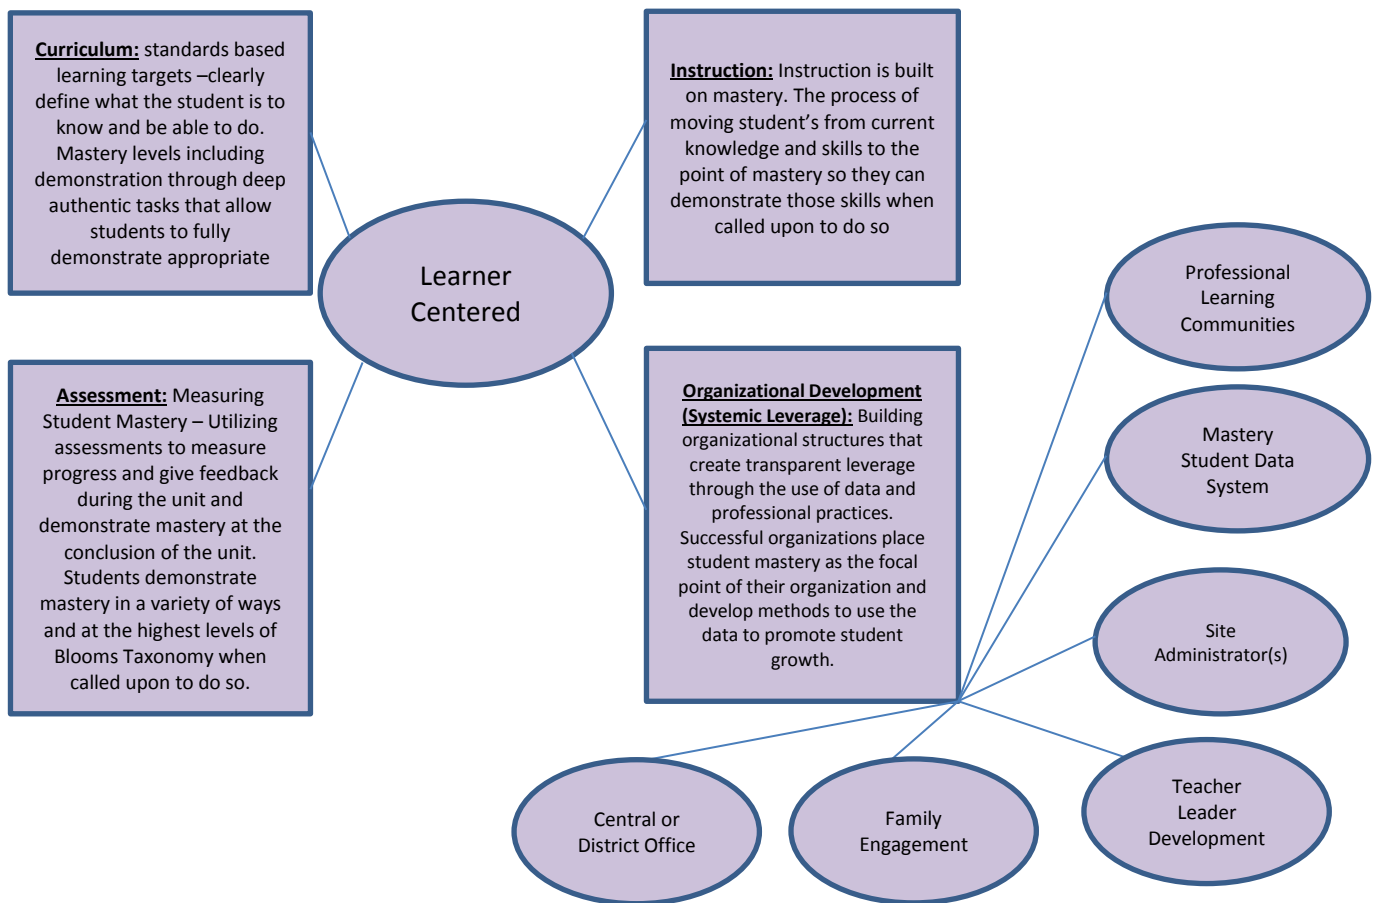 Curriculum: standards based
learning targets –clearly
define what the student is to
know and be able to do.
Mastery levels including
demonstration through deep
authentic tasks that allow
students to fully
demonstrate appropriate
Instruction: Instruction is built
on mastery. The process of
moving student’s from current
knowledge and skills to the
point of mastery so they can
demonstrate those skills when
called upon to do so
Learner
Centered
Professional
Learning
Communities
Assessment: Measuring
Student Mastery – Utilizing
assessments to measure
progress and give feedback
during the unit and
demonstrate mastery at the
conclusion of the unit.
Students demonstrate
mastery in a variety of ways
and at the highest levels of
Blooms Taxonomy when
called upon to do so.
Organizational Development
(Systemic Leverage): Building
organizational structures that
create transparent leverage
through the use of data and
professional practices.
Successful organizations place
student mastery as the focal
point of their organization and
develop methods to use the
data to promote student
growth.
Mastery
Student Data
System
Site
Administrator(s)
Central or
District Office
Family
Engagement
Teacher
Leader
Development